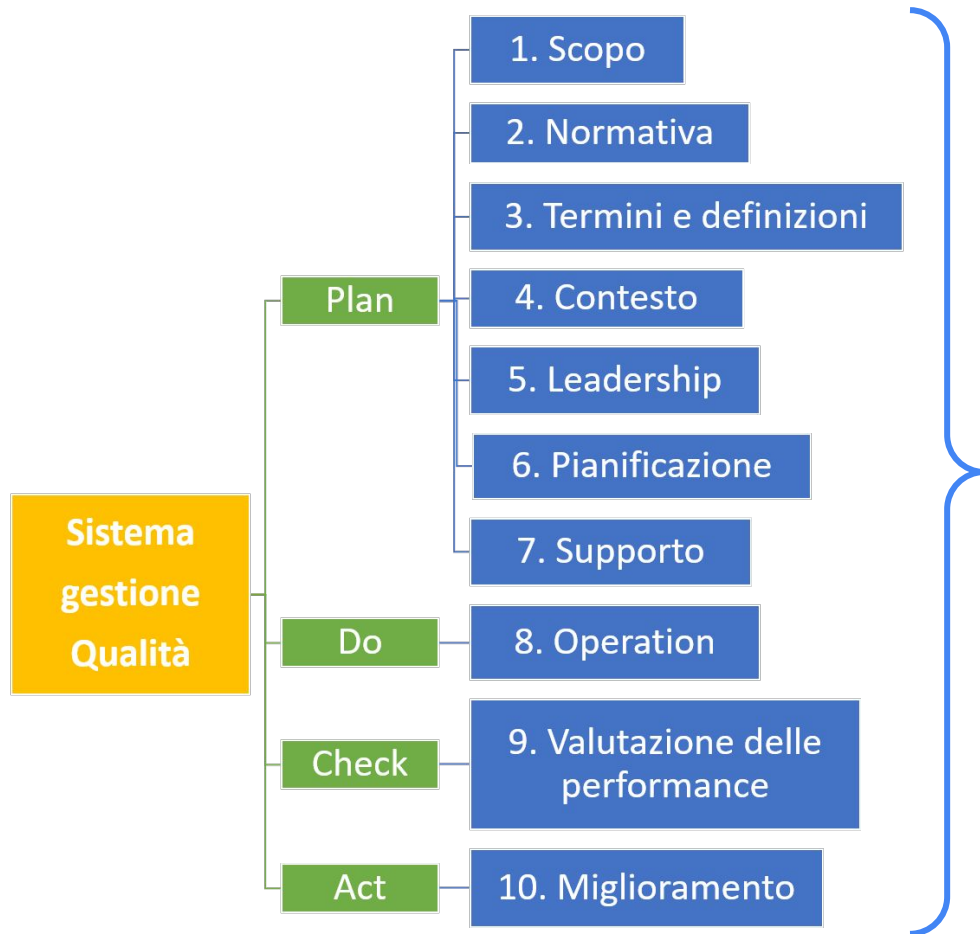 1. Scopo
2. Normativa
3. Termini e definizioni
Plan
4. Contesto
5. Leadership
6. Pianificazione
Sistema
gestione
Qualità
7. Supporto
Do
8. Operation
Check
9. Valutazione delle
performance
Act
10. Miglioramento